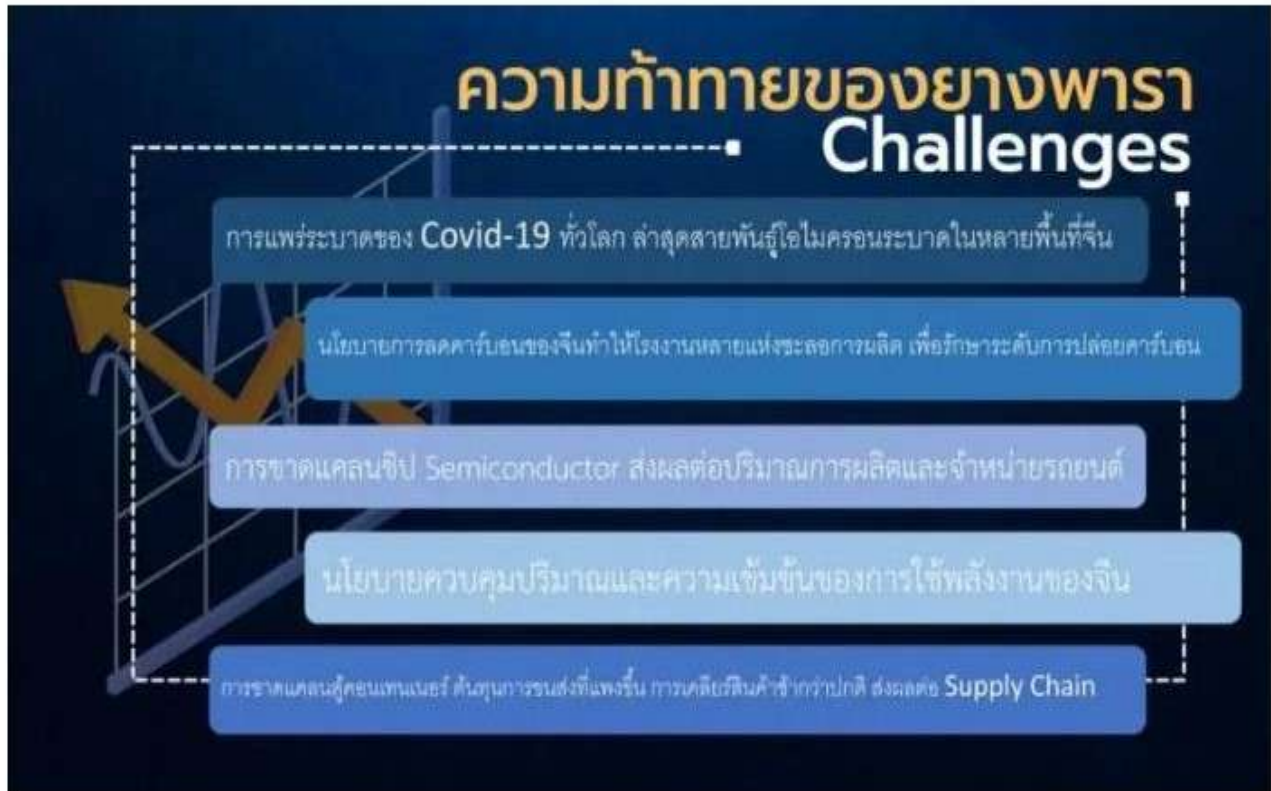 ความท้าทายของยางพารา
Challenges
การแพร่ระบาดของ Covid-19 ทั่วโลก ล่าสุดสายพันธุ์โอไมครอนระบาดในหลายพื้นที่จีน
นโยบายการลดคาร์บอนของจีนทำให้โรงงานหลายแห่งชะลอการผลิต เพื่อรักษาระดับการปล่อยคาร์บอน
การขาดแคลนชิป Semiconductor ส่งผลต่อปริมาณการผลิตและจำหน่ายรถยนต์
นโยบายควบคุมปริมาณและความเข้มข้นของการใช้พลังงานของจีน
การขาดแคลนตู้คอนเทนเนอร์ ต้นทุนการขนส่งที่แพงขึ้น การเคลียร์สินค้าช้ากว่าปกติ ส่งผลต่อ Supply Chain